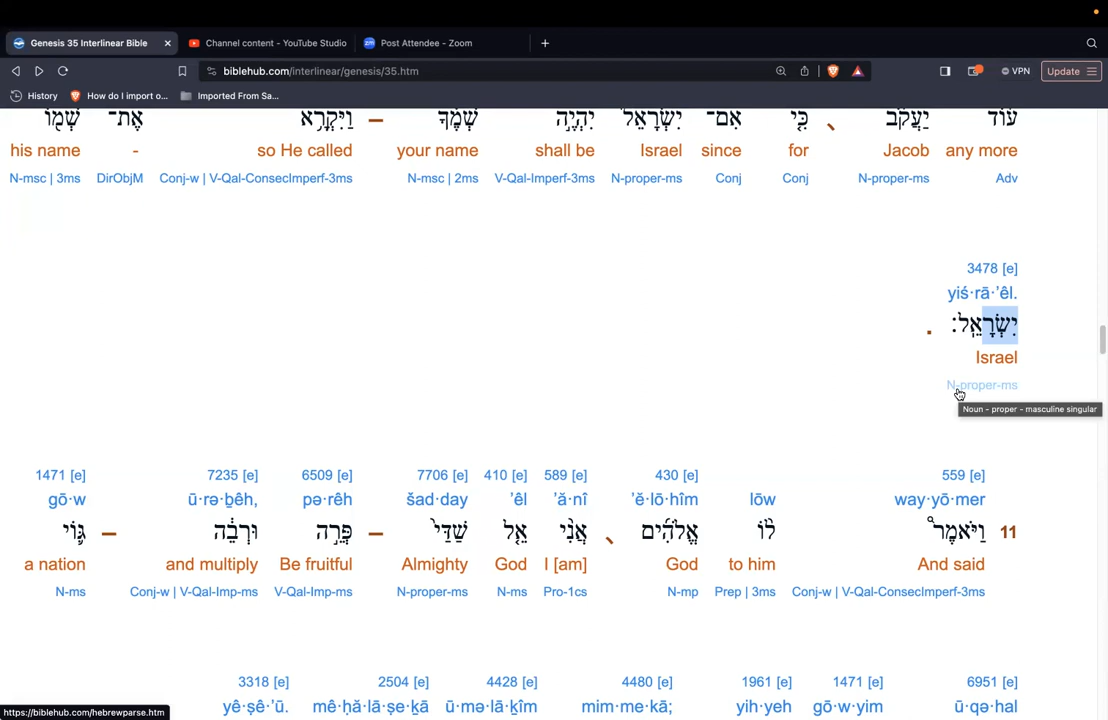 Genesis 35 Interlinear Bible
Channel content - YouTube Studio
Post Attendee - Zoom
biblehub.com/interlinear/genesis/35.htm
VPN
Update
History
How do I import o...
Imported From Sa...
ע֜וֹד יַעֲקֹ֗ב ، כִּ֤י אִם־ יִשְׂרָאֵל֙ יִהְיֶ֣ה שְׁמֶ֔ךָ – וַיִּקְרָ֥א אֶת־ שְׁמ֖וֹ
his name - so He called your name shall be Israel since for Jacob any more
N-msc | 3ms DirObjM Conj-w | V-Qal-ConsecImperf-3ms N-msc | 2ms V-Qal-Imperf-3ms N-proper-ms Conj Conj N-proper-ms Adv
3478 [e]
yiś·rā·’êl.
יִשְׂרָאֵֽל׃ .
Israel
N-proper-ms
Noun - proper - masculine singular
1471 [e] 7235 [e] 6509 [e] 7706 [e] 410 [e] 589 [e] 430 [e] 559 [e]
gō·w ū·rə·ḇêh, pə·rêh šad·day ’êl ’ă·nî ’ĕ·lō·hîm lōw way·yō·mer
11 וַיֹּאמֶר֩ ל֨וֹ אֱלֹהִ֜ים ، אֲנִ֨י אֵ֤ל שַׁדַּי֙ – פְּרֵ֣ה וּרְבֵ֔ה – גּ֛וֹי
a nation and multiply Be fruitful Almighty God I [am] God to him And said
N-ms Conj-w | V-Qal-Imp-ms V-Qal-Imp-ms N-proper-ms N-ms Pro-1cs N-mp Prep | 3ms Conj-w | V-Qal-ConsecImperf-3ms
3318 [e] 2504 [e] 4428 [e] 4480 [e] 1961 [e] 1471 [e] 6951 [e]
yê·ṣê·’ū. mê·ḥă·lā·ṣe·ḵā ū·mə·lā·ḵîm mim·me·kā; yih·yeh gō·w·yim ū·qə·hal
https://biblehub.com/hebrewparse.htm